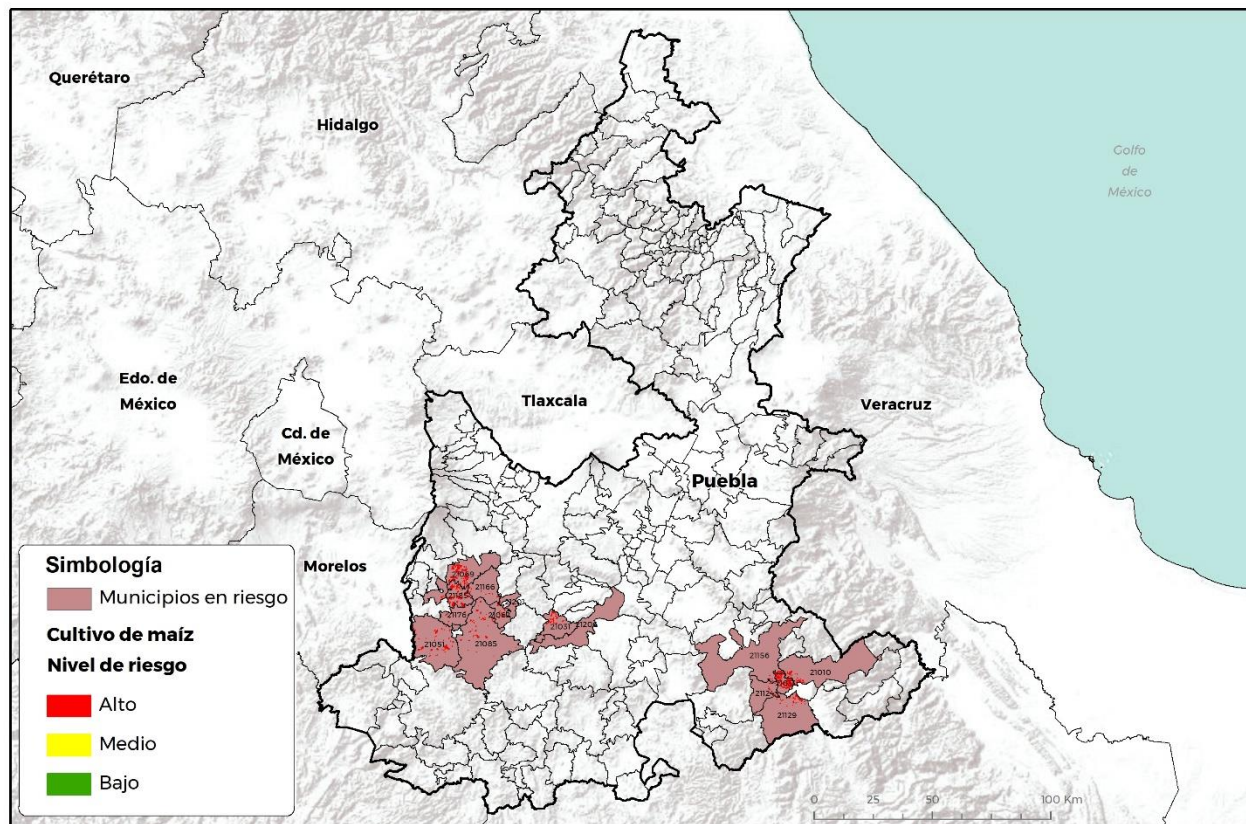 Querétaro
Hidalgo
Golfo
de
México
Edo. de
México
Tlaxcala
Veracruz
Cd. de
México
Puebla
Morelos
Simbología
Municipios en riesgo
Cultivo de maíz
Nivel de riesgo
Alto
Medio
Bajo
21166
21176
21051
21085
21031
21156
21010
21129
0 25 50 100 Km